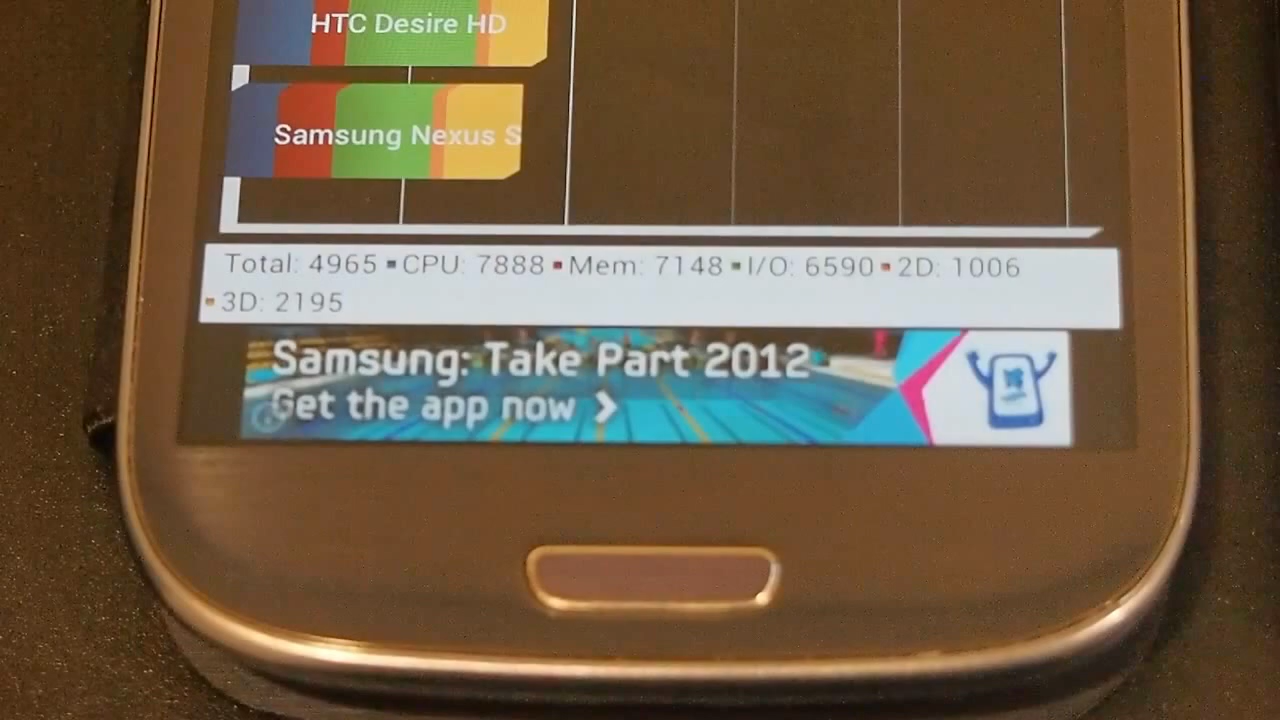 HTC Desire HD
Samsung Nexus S
Total: 4965 ▪CPU: 7888 ▪Mem: 7148 ▪I/O: 6590 ▪2D: 1006
▪3D: 2195
Samsung: Take Part 2012
Get the app now ❯